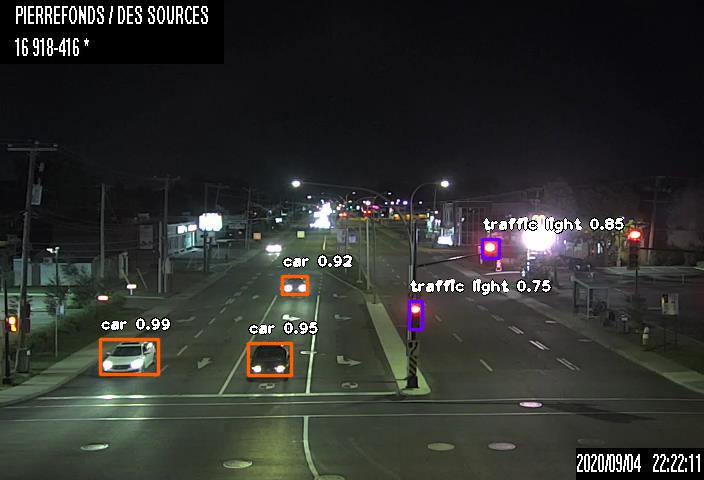 PIERREFONDS / DES SOURCES
16 918-416 *
traffic light 0.85
car 0.92
traffic light 0.75
car 0.99
car 0.95
2020/09/04 22:22:11